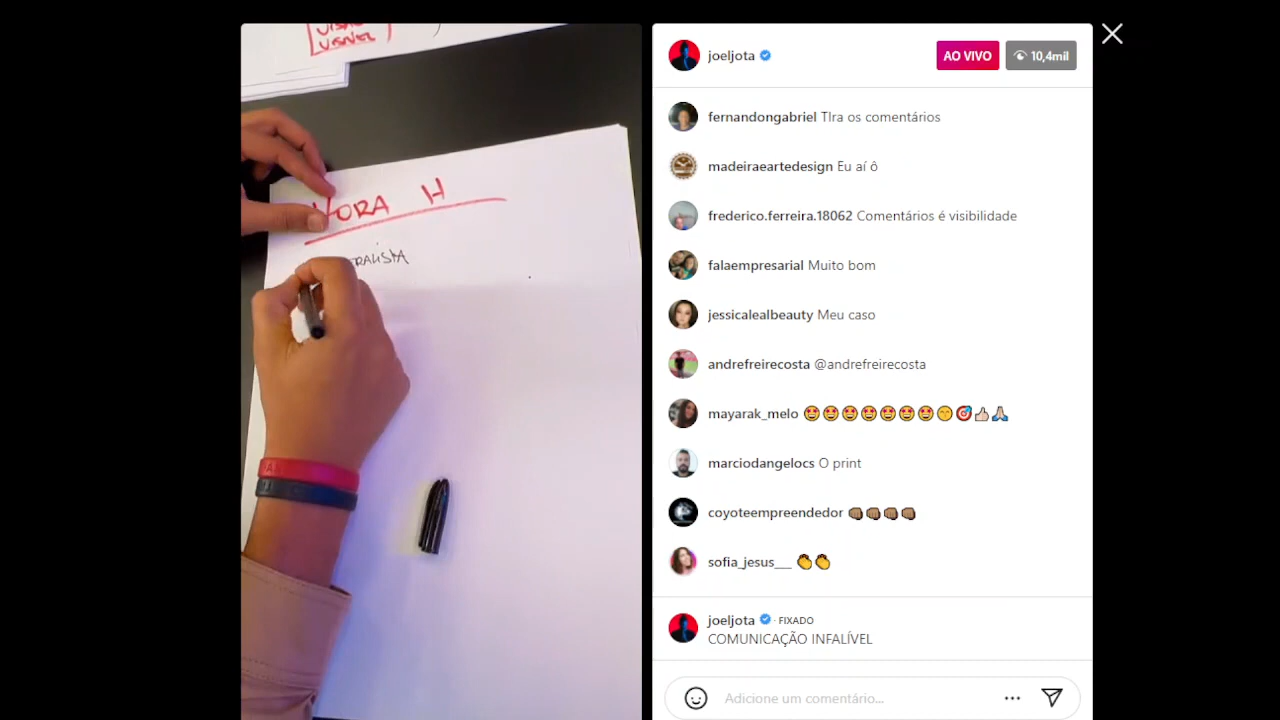 VISÃO
VISÍVEL
HORA H
joeljota
AO VIVO
10,4mil
fernandongabriel TIra os comentários
madeiraeartedesign Eu aí ô
frederico.ferreira.18062 Comentários é visibilidade
falaempresarial Muito bom
jessicalealbeauty Meu caso
andrefreirecosta @andrefreirecosta
mayarak_melo 🤩🤩🤩🤩🤩🤩🤩😁🎯👍🏻🙏🏼
marciodangelocs O print
coyoteempreendedor 👊🏽👊🏽👊🏽👊🏽
sofia_jesus___ 👏👏
joeljota · FIXADO
COMUNICAÇÃO INFALÍVEL
Adicione um comentário...